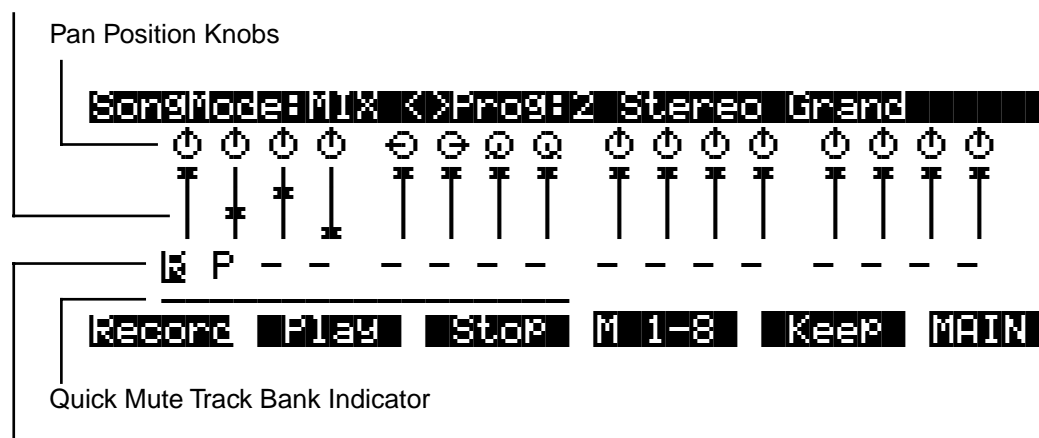 Pan Position Knobs
SongMode:MIX <>Prog:2 Stereo Grand
R P - - - - - - - - - - - - - -
Record Play Stop M 1-8 Keep MAIN
Quick Mute Track Bank Indicator